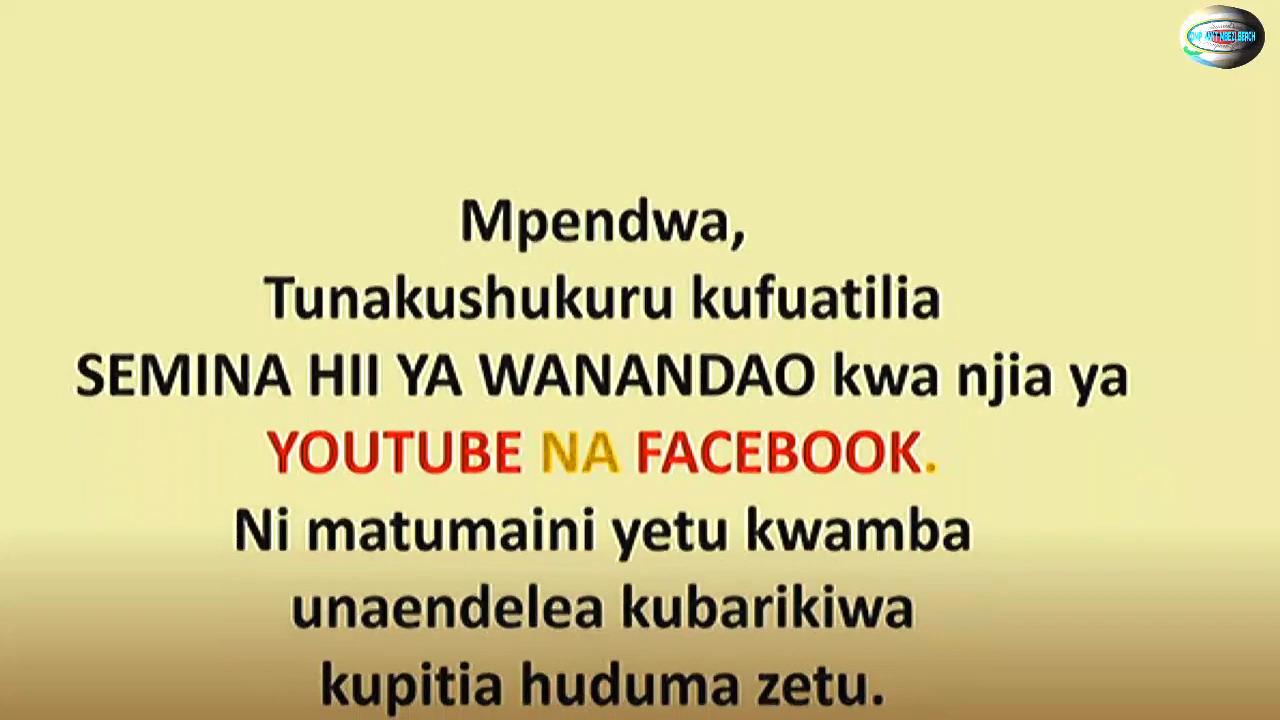 Mpendwa,
Tunakushukuru kufuatilia
SEMINA HII YA WANANDAO kwa njia ya
YOUTUBE NA FACEBOOK.
Ni matumaini yetu kwamba
unaendelea kubarikiwa
kupitia huduma zetu.